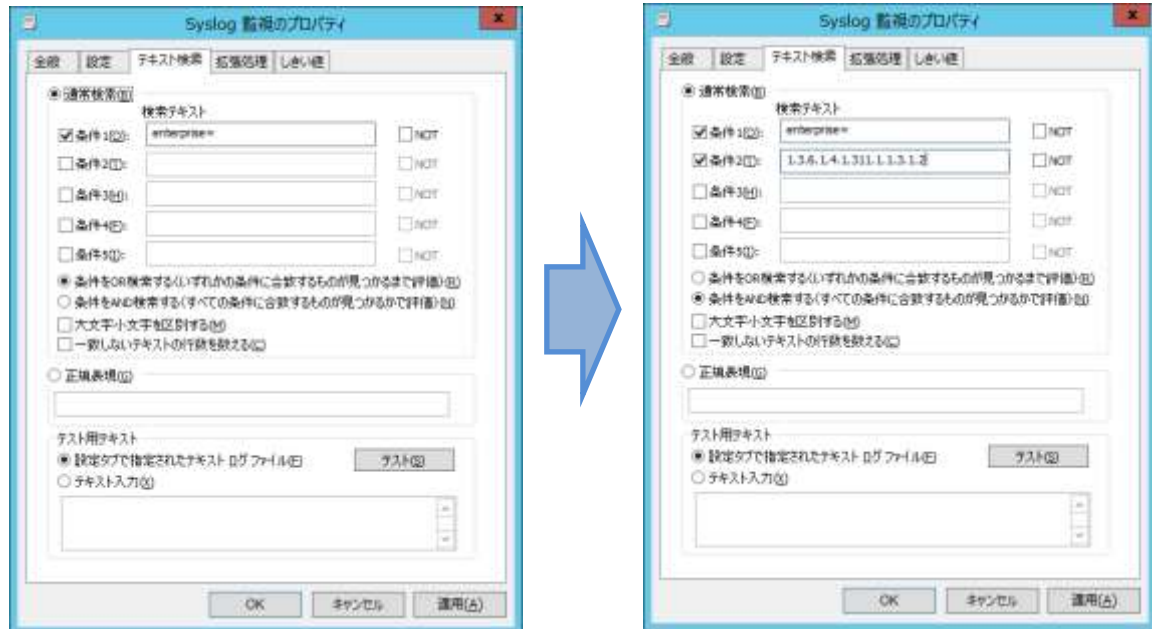 Syslog 監視のプロパティ
全般 設定 テキスト検索 拡張処理 しきい値
通常検索(B)
検索テキスト
条件1(O): enterprise= NOT
条件2(T): NOT
条件3(H): NOT
条件4(F): NOT
条件5(I): NOT
条件をOR検索する(いずれかの条件に合致するものが見つかるまで評価)(R)
条件をAND検索する(すべての条件に合致するものが見つかるかで評価)(N)
大文字小文字を区別する(M)
一致しないテキストの行数を数える(C)
正規表現(G)
テスト用テキスト
設定タブで指定されたテキスト ログ ファイル(E) テスト(S)
テキスト入力(X)
OK キャンセル 適用(A)
Syslog 監視のプロパティ
全般 設定 テキスト検索 拡張処理 しきい値
通常検索(B)
検索テキスト
条件1(O): enterprise= NOT
条件2(T): 1.3.6.1.4.1.311.1.1.3.1.2 NOT
条件3(H): NOT
条件4(F): NOT
条件5(I): NOT
条件をOR検索する(いずれかの条件に合致するものが見つかるまで評価)(R)
条件をAND検索する(すべての条件に合致するものが見つかるかで評価)(N)
大文字小文字を区別する(M)
一致しないテキストの行数を数える(C)
正規表現(G)
テスト用テキスト
設定タブで指定されたテキスト ログ ファイル(E) テスト(S)
テキスト入力(X)
OK キャンセル 適用(A)